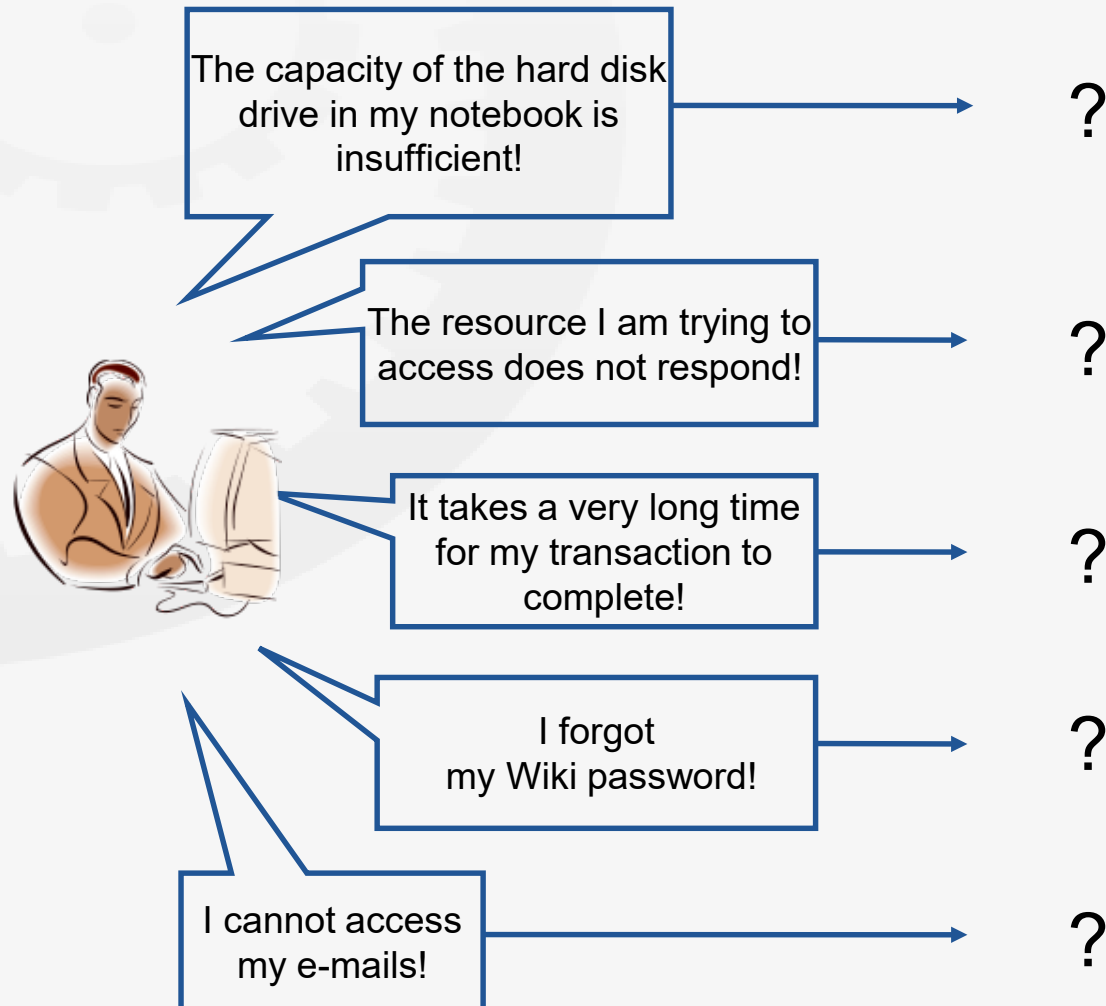 The capacity of the hard disk
drive in my notebook is
insufficient!
?
The resource I am trying to
access does not respond!
?
It takes a very long time
for my transaction to
complete!
?
I forgot
my Wiki password!
?
I cannot access
my e-mails!
?